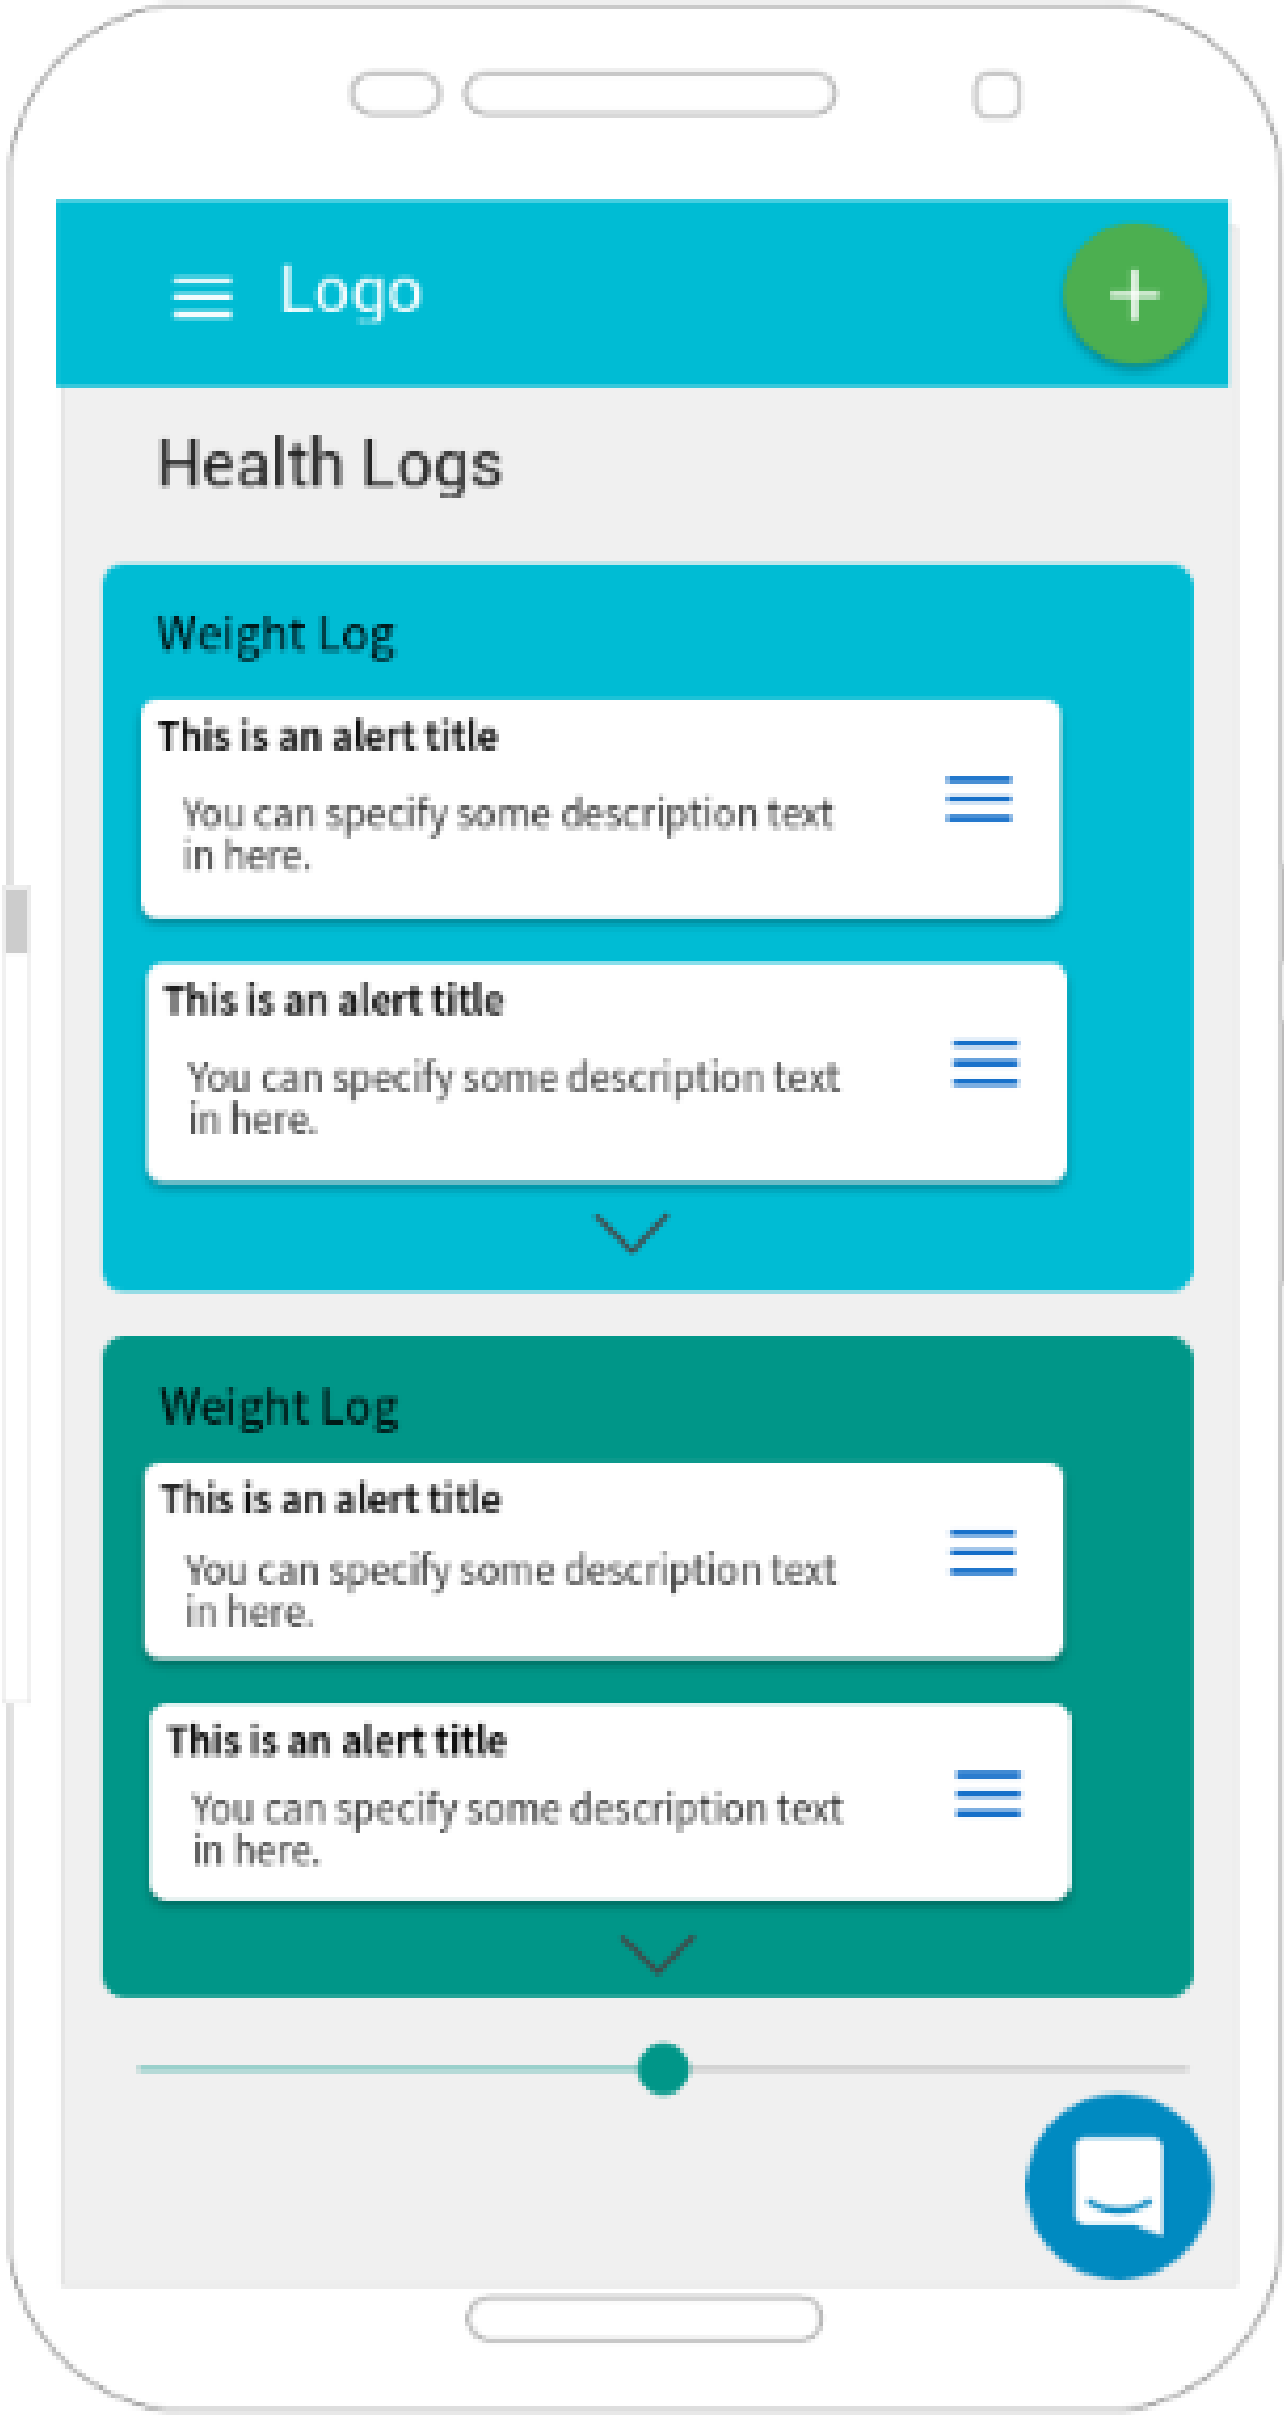 Logo
Health Logs
Weight Log
This is an alert title
You can specify some description text
in here.
This is an alert title
You can specify some description text
in here.
Weight Log
This is an alert title
You can specify some description text
in here.
This is an alert title
You can specify some description text
in here.